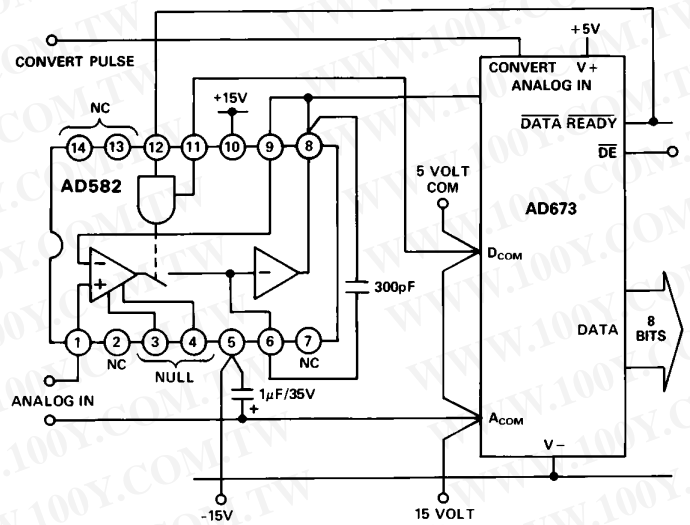 +5V
CONVERT PULSE
CONVERT V+
ANALOG IN
NC
+15V
DATA READY
14 13 12 11 10 9 8
DE
AD582
5 VOLT
COM
AD673
DCOM
300pF
DATA
8
BITS
1 2 3 4 5 6 7
NC
NULL
NC
1µF/35V
ANALOG IN
+
ACOM
V−
-15V
15 VOLT
WWW.100Y.COM.TW